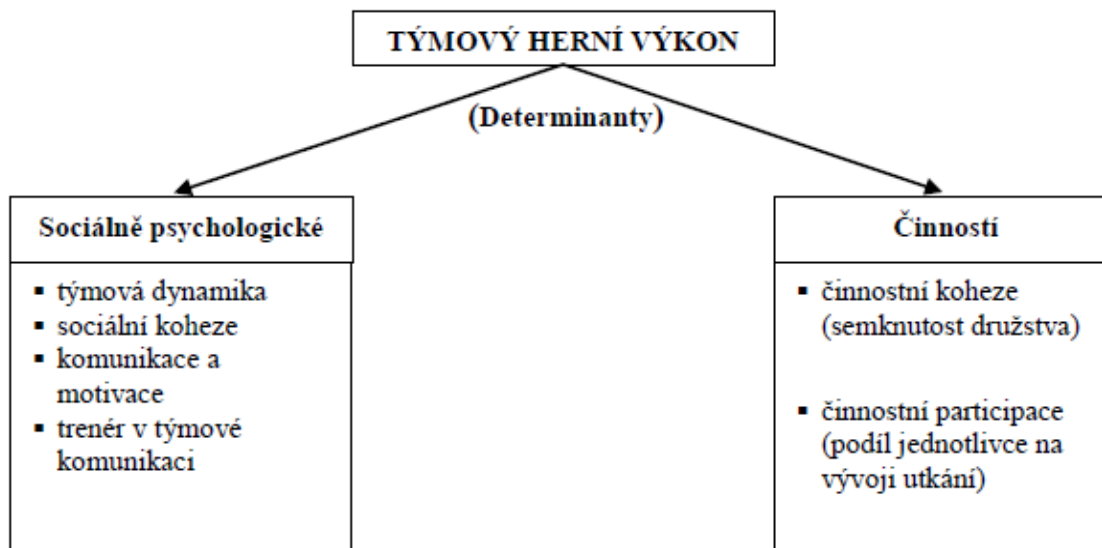 TÝMOVÝ HERNÍ VÝKON
(Determinanty)
Sociálně psychologické
▪ týmová dynamika
▪ sociální koheze
▪ komunikace a
motivace
▪ trenér v týmové
komunikaci
Činností
▪ činnostní koheze
(semknutost družstva)
▪ činnostní participace
(podíl jednotlivce na
vývoji utkání)